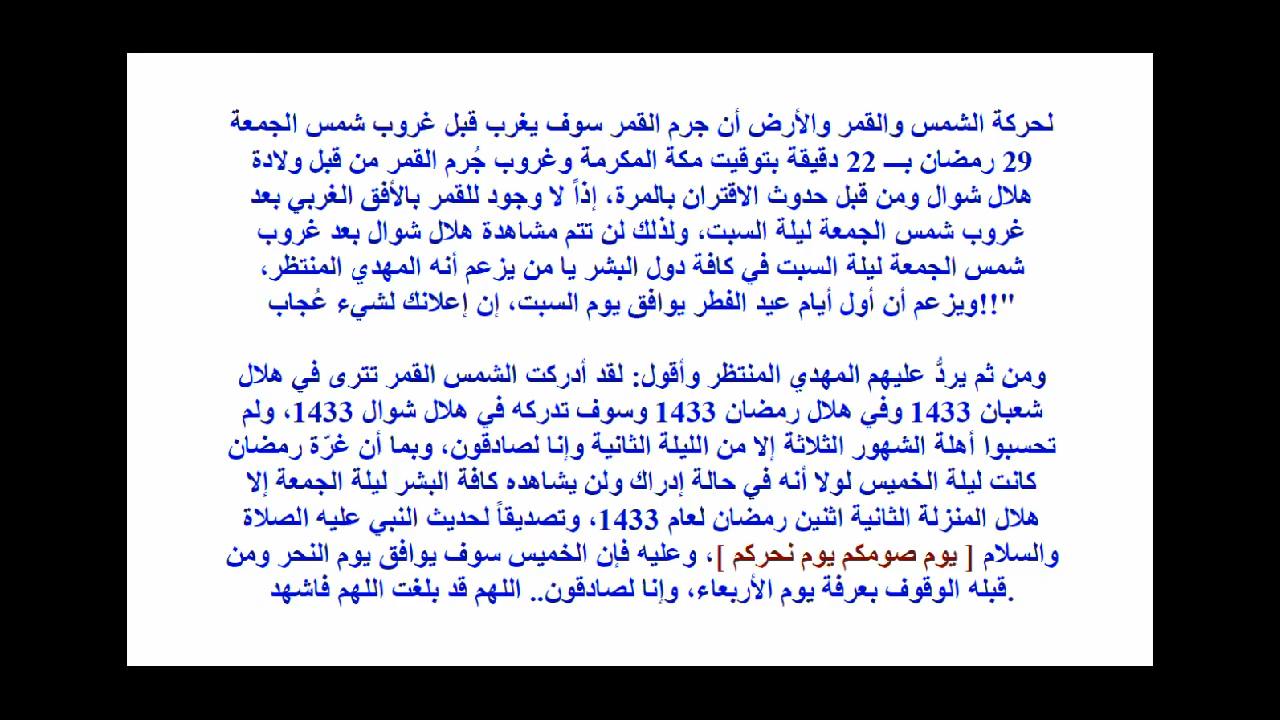 لحركة الشمس والقمر والأرض أن جرم القمر سوف يغرب قبل غروب شمس الجمعة
29 رمضان بـــ 22 دقيقة بتوقيت مكة المكرمة وغروب جُرم القمر من قبل ولادة
هلال شوال ومن قبل حدوث الاقتران بالمرة، إذاً لا وجود للقمر بالأفق الغربي بعد
غروب شمس الجمعة ليلة السبت، ولذلك لن تتم مشاهدة هلال شوال بعد غروب
شمس الجمعة ليلة السبت في كافة دول البشر يا من يزعم أنه المهدي المنتظر،
ويزعم أن أول أيام عيد الفطر يوافق يوم السبت، إن إعلانك لشيء عُجاب!!"
ومن ثم يردُّ عليهم المهدي المنتظر وأقول: لقد أدركت الشمس القمر تترى في هلال
شعبان 1433 وفي هلال رمضان 1433 وسوف تدركه في هلال شوال 1433، ولم
تحسبوا أهلة الشهور الثلاثة إلا من الليلة الثانية وإنا لصادقون، وبما أن غرّة رمضان
كانت ليلة الخميس لولا أنه في حالة إدراك ولن يشاهده كافة البشر ليلة الجمعة إلا
هلال المنزلة الثانية اثنين رمضان لعام 1433، وتصديقاً لحديث النبي عليه الصلاة
والسلام [ يوم صومكم يوم نحركم ]، وعليه فإن الخميس سوف يوافق يوم النحر ومن
قبله الوقوف بعرفة يوم الأربعاء، وإنا لصادقون.. اللهم قد بلغت اللهم فاشهد.